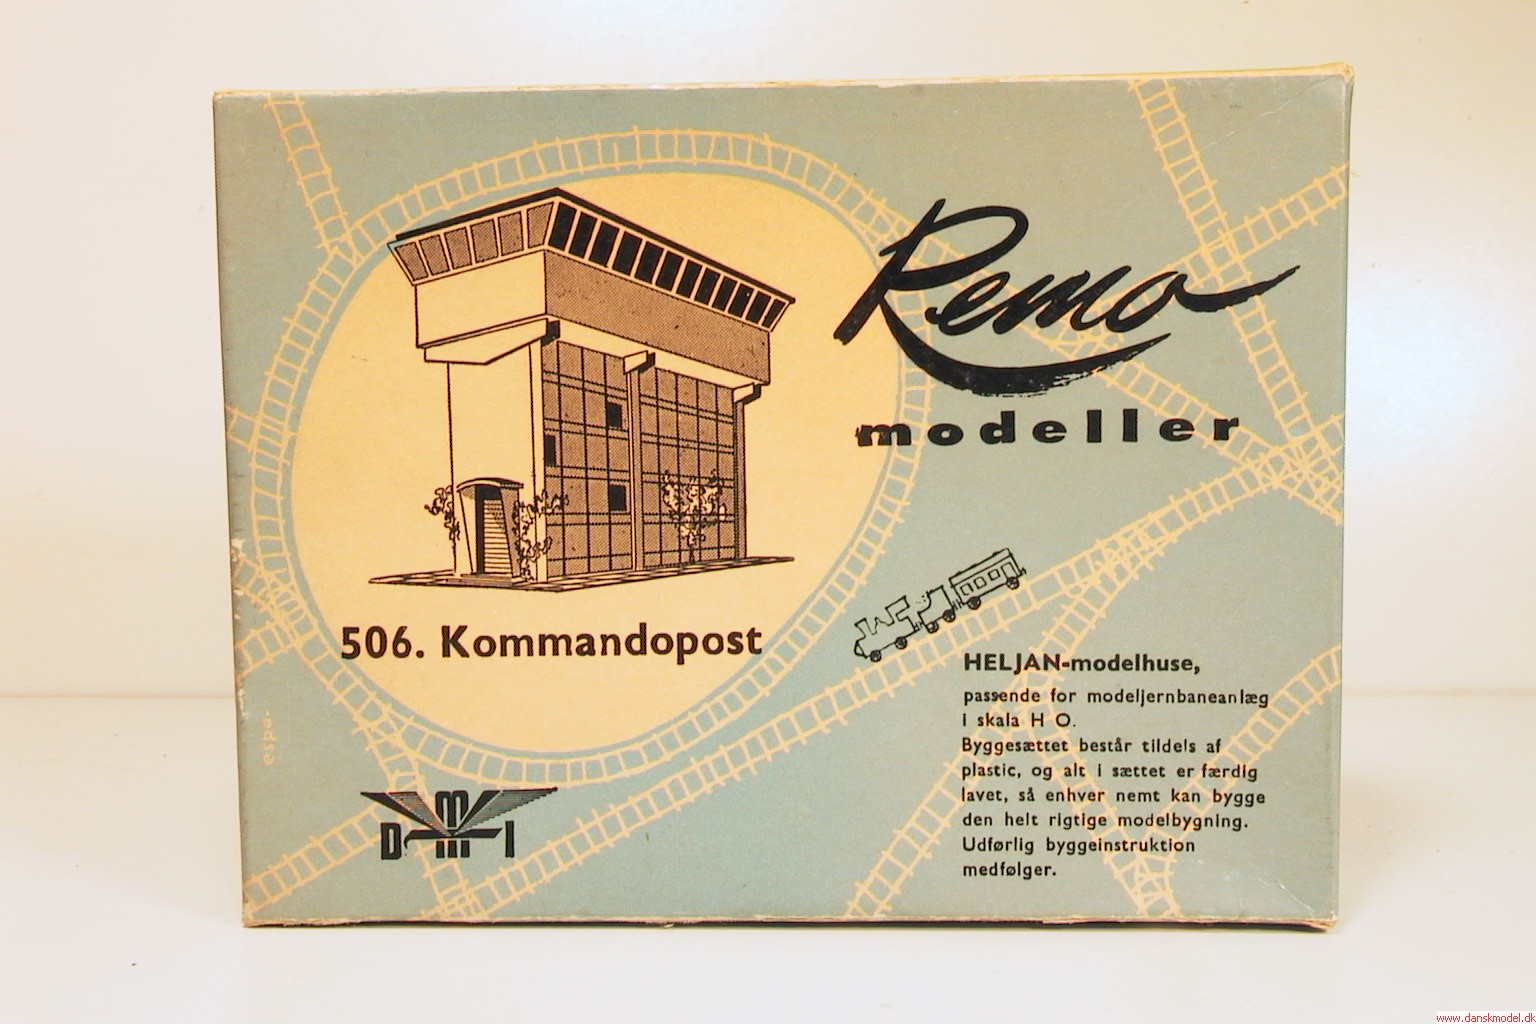 Remo
modeller
506. Kommandopost
HELJAN-modelhuse,
passende for modeljernbaneanlæg
i skala H O.
Byggesættet består tildels af
plastic, og alt i sættet er færdig
lavet, så enhver nemt kan bygge
den helt rigtige modelbygning.
Udførlig byggeinstruktion
medfølger.
espa.
D M I
www.danskmodel.dk